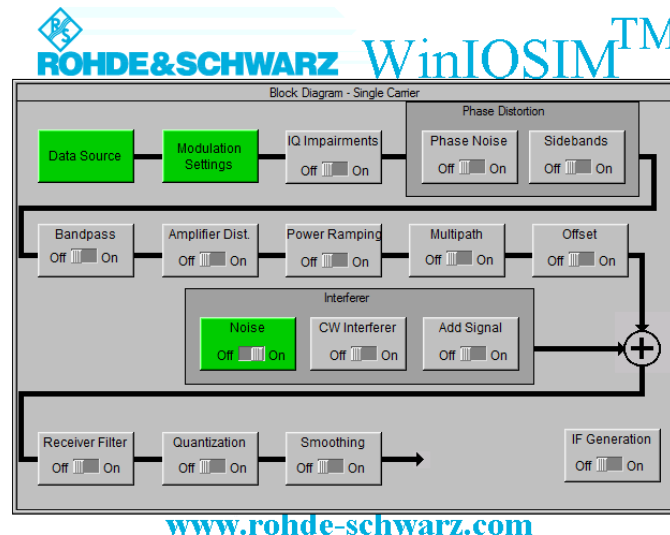 R S
ROHDE&SCHWARZ WinIQSIM™
Block Diagram - Single Carrier
Phase Distortion
Data Source
Modulation
Settings
IQ Impairments
Off On
Phase Noise
Off On
Sidebands
Off On
Bandpass
Off On
Amplifier Dist.
Off On
Power Ramping
Off On
Multipath
Off On
Offset
Off On
Interferer
Noise
Off On
CW Interferer
Off On
Add Signal
Off On
Receiver Filter
Off On
Quantization
Off On
Smoothing
Off On
IF Generation
Off On
www.rohde-schwarz.com